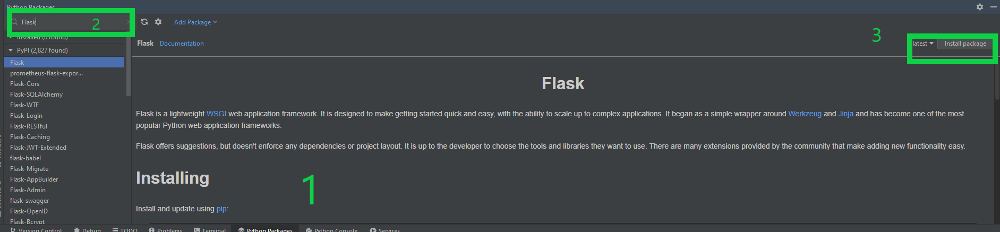 Python Packages
Flask
2
Add Package
Installed (0 found)
PyPI (2,827 found)
Flask
prometheus-flask-expor...
Flask-Cors
Flask-SQLAlchemy
Flask-WTF
Flask-Login
Flask-RESTful
Flask-Caching
Flask-JWT-Extended
flask-babel
Flask-Migrate
Flask-AppBuilder
Flask-Admin
flask-swagger
Flask-OpenID
Flask-Bcrypt
Flask Documentation
3
latest Install package
Flask
Flask is a lightweight WSGI web application framework. It is designed to make getting started quick and easy, with the ability to scale up to complex applications. It began as a simple wrapper around Werkzeug and Jinja and has become one of the most
popular Python web application frameworks.
Flask offers suggestions, but doesn't enforce any dependencies or project layout. It is up to the developer to choose the tools and libraries they want to use. There are many extensions provided by the community that make adding new functionality easy.
Installing
1
Install and update using pip:
Version Control Debug TODO Problems Terminal Python Packages Python Console Services